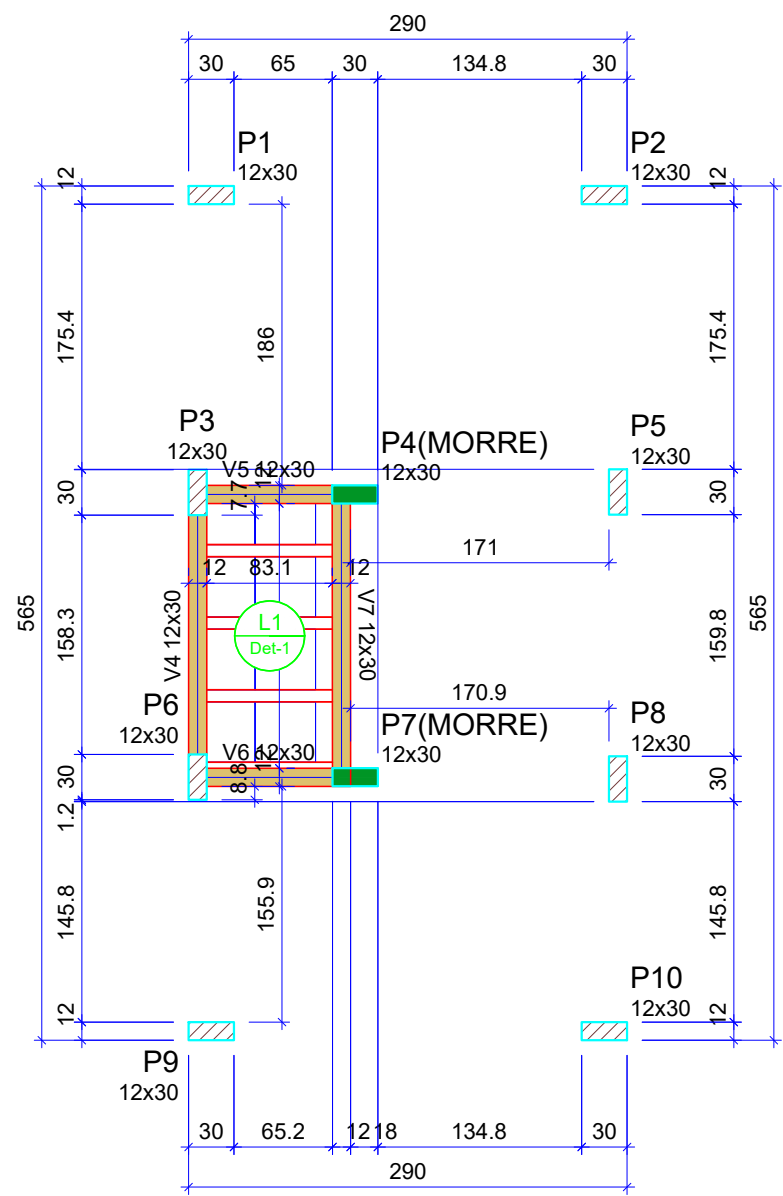 290
30 65 30 134.8 30
P1
12x30
P2
12x30
12
12
175.4
186
175.4
P3
12x30
V5 12x30
12
7.7
P4(MORRE)
12x30
P5
12x30
30
30
171
12 83.1 12
565
158.3
V4 12x30
L1
Det-1
V7 12x30
159.8
565
170.9
P6
12x30
V6 12x30
12
8.8
P7(MORRE)
12x30
P8
12x30
30
30
1.2
145.8
155.9
145.8
12
P9
12x30
P10
12x30
12
30 65.2 12 18 134.8 30
290